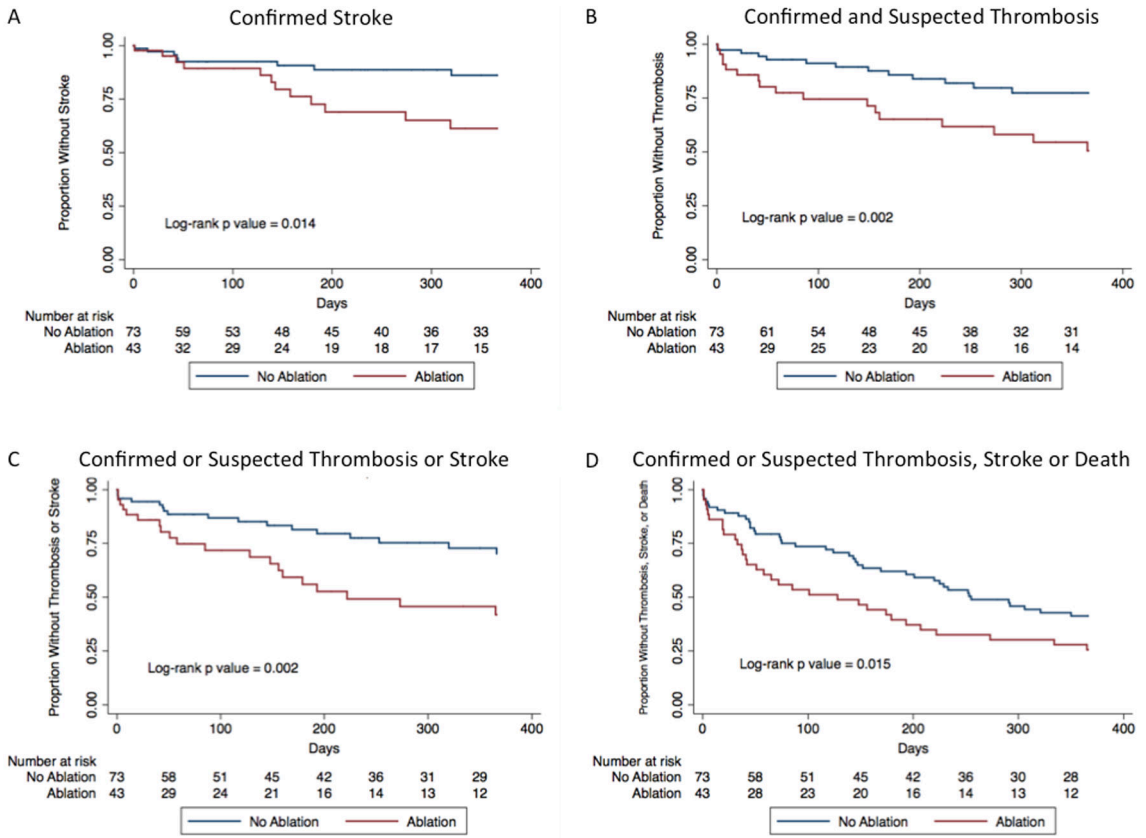 A Confirmed Stroke
Proportion Without Stroke
1.00
0.75
0.50
0.25
0.00
Log-rank p value = 0.014
0 100 200 300 400
Days
Number at risk
No Ablation 73 59 53 48 45 40 36 33
Ablation 43 32 29 24 19 18 17 15
No Ablation Ablation
B Confirmed and Suspected Thrombosis
Proportion Without Thrombosis
1.00
0.75
0.50
0.25
0.00
Log-rank p value = 0.002
0 100 200 300 400
Days
Number at risk
No Ablation 73 61 54 48 45 38 32 31
Ablation 43 29 25 23 20 18 16 14
No Ablation Ablation
C Confirmed or Suspected Thrombosis or Stroke
Proprtion Without Thrombosis or Stroke
1.00
0.75
0.50
0.25
0.00
Log-rank p value = 0.002
0 100 200 300 400
Days
Number at risk
No Ablation 73 58 51 45 42 36 31 29
Ablation 43 29 24 21 16 14 13 12
No Ablation Ablation
D Confirmed or Suspected Thrombosis, Stroke or Death
Proportion Without Thrombosis, Stroke, or Death
1.00
0.75
0.50
0.25
0.00
Log-rank p value = 0.015
0 100 200 300 400
Days
Number at risk
No Ablation 73 58 51 45 42 36 30 28
Ablation 43 28 23 20 16 14 13 12
No Ablation Ablation